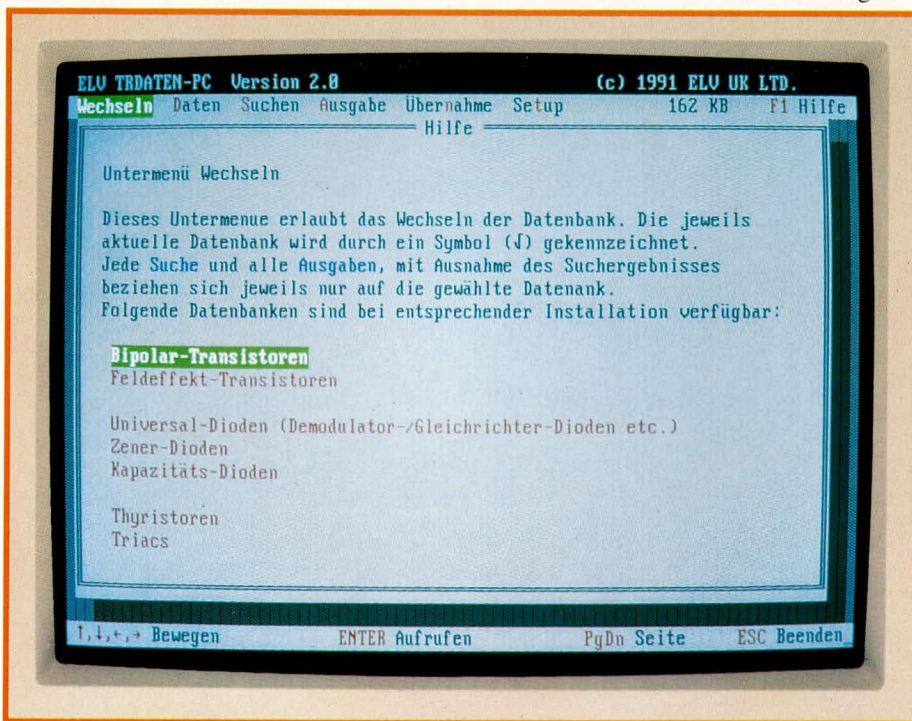 ELV TRDATEN-PC Version 2.0 (c) 1991 ELV UK LTD.
Wechseln Daten Suchen Ausgabe Übernahme Setup 162 KB F1 Hilfe
Hilfe
Untermenü Wechseln
Dieses Untermenue erlaubt das Wechseln der Datenbank. Die jeweils
aktuelle Datenbank wird durch ein Symbol (√) gekennzeichnet.
Jede Suche und alle Ausgaben, mit Ausnahme des Suchergebnisses
beziehen sich jeweils nur auf die gewählte Datenank.
Folgende Datenbanken sind bei entsprechender Installation verfügbar:
Bipolar-Transistoren
Feldeffekt-Transistoren
Universal-Dioden (Demodulator-/Gleichrichter-Dioden etc.)
Zener-Dioden
Kapazitäts-Dioden
Thyristoren
Triacs
↑,↓,←,→ Bewegen ENTER Aufrufen PgDn Seite ESC Beenden